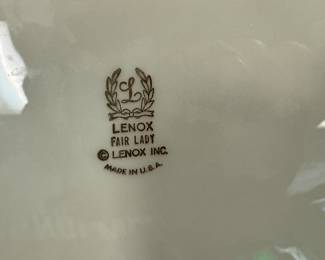 L
LENOX
FAIR LADY
© LENOX INC.
MADE IN U.S.A.